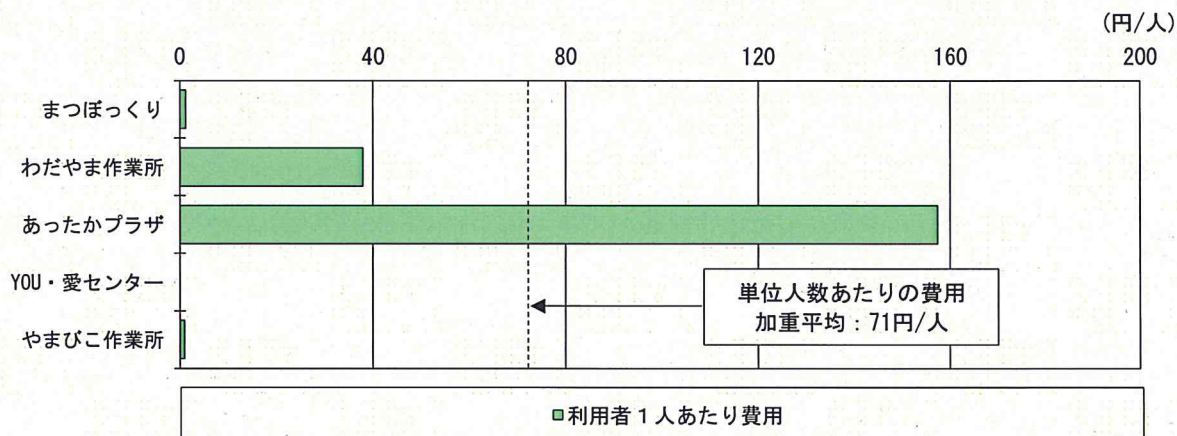 (円/人)
0 40 80 120 160 200
まつぼっくり
わだやま作業所
あったかプラザ
YOU・愛センター
やまびこ作業所
単位人数あたりの費用
加重平均：71円/人
利用者１人あたり費用